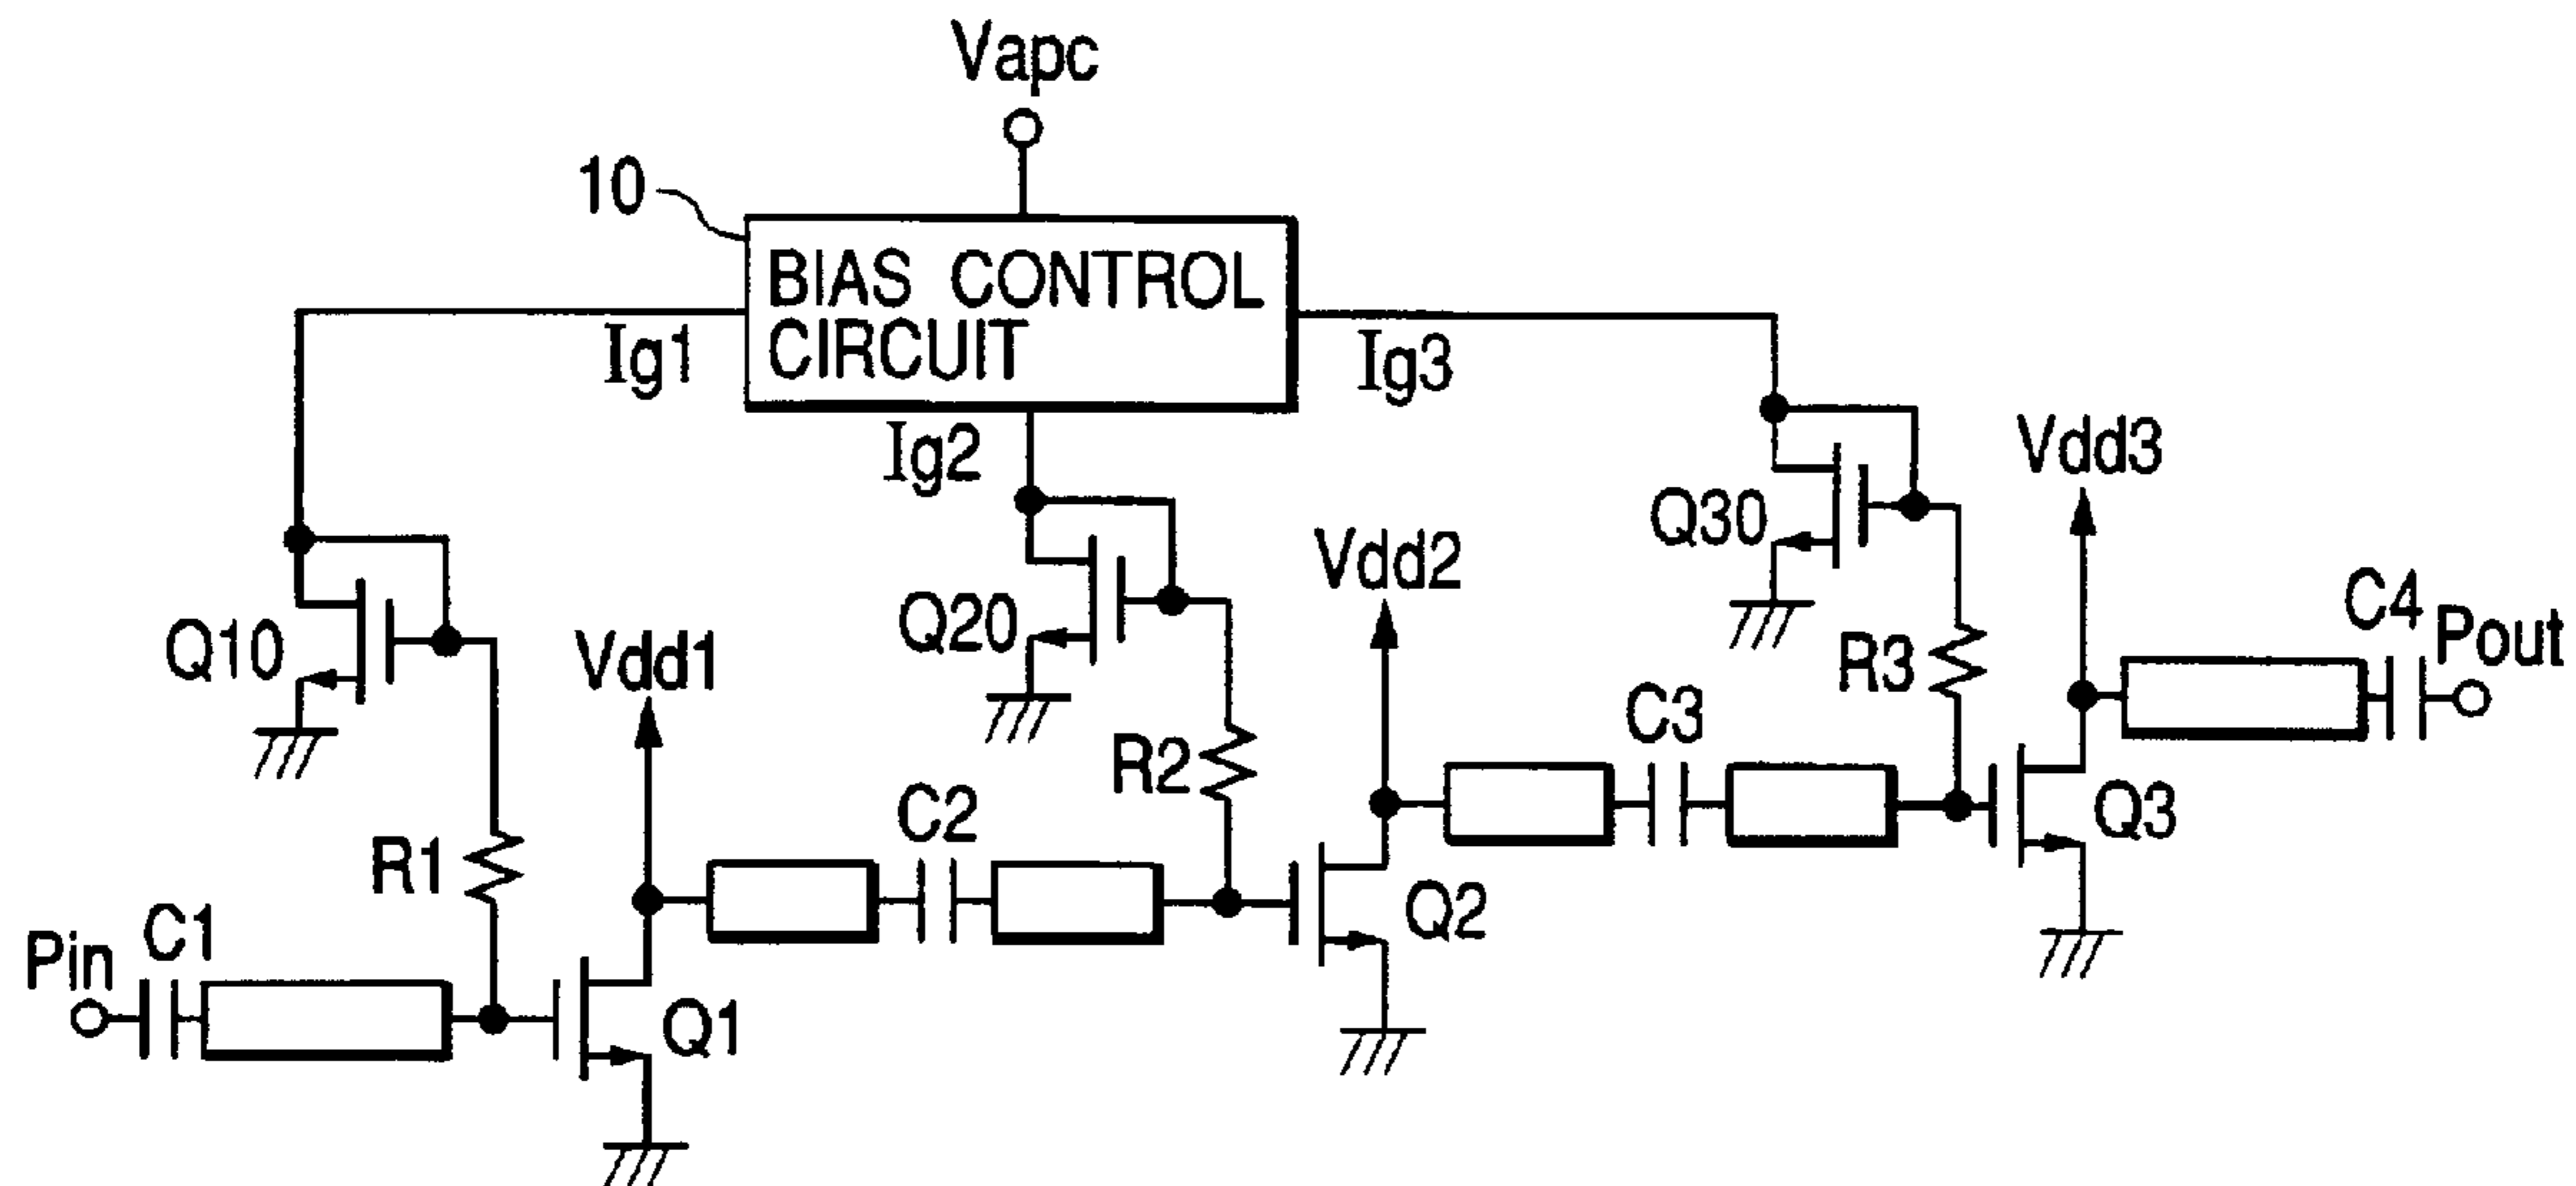 Vapc
10
BIAS CONTROL
CIRCUIT
Ig1
Ig3
Ig2
Vdd3
Q30
Vdd2
Q20
Q10
Vdd1
C4
Pout
R3
C3
R2
Q3
C2
R1
Q2
C1
Pin
Q1